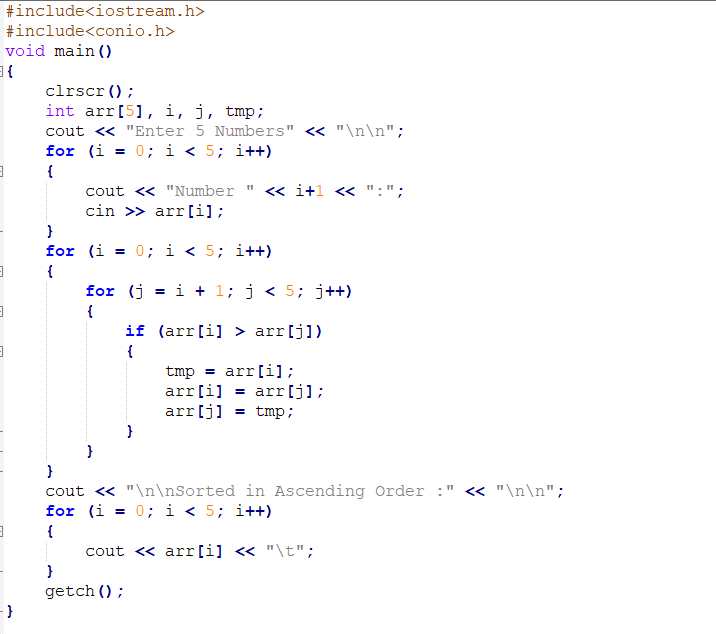 #include<iostream.h>
#include<conio.h>
void main()
{
    clrscr();
    int arr[5], i, j, tmp;
    cout << "Enter 5 Numbers" << "\n\n";
    for (i = 0; i < 5; i++)
    {
        cout << "Number " << i+1 << ":";
        cin >> arr[i];
    }
    for (i = 0; i < 5; i++)
    {
        for (j = i + 1; j < 5; j++)
        {
            if (arr[i] > arr[j])
            {
                tmp = arr[i];
                arr[i] = arr[j];
                arr[j] = tmp;
            }
        }
    }
    cout << "\n\nSorted in Ascending Order :" << "\n\n";
    for (i = 0; i < 5; i++)
    {
        cout << arr[i] << "\t";
    }
    getch();
}